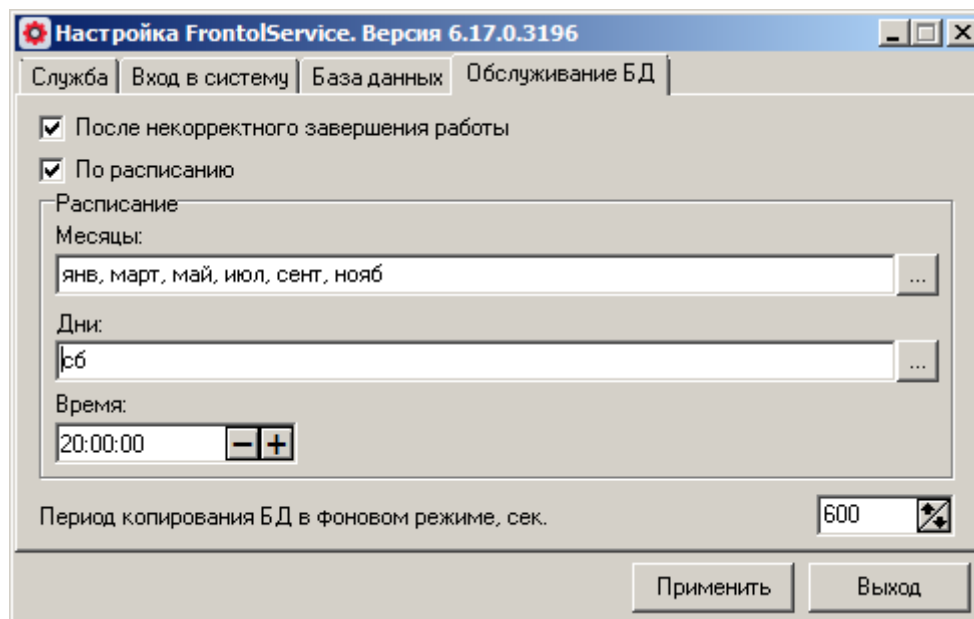 Настройка FrontolService. Версия 6.17.0.3196
Служба Вход в систему База данных Обслуживание БД
После некорректного завершения работы
По расписанию
Расписание
Месяцы:
янв, март, май, июл, сент, нояб
...
Дни:
сб
...
Время:
20:00:00
Период копирования БД в фоновом режиме, сек. 600
Применить Выход